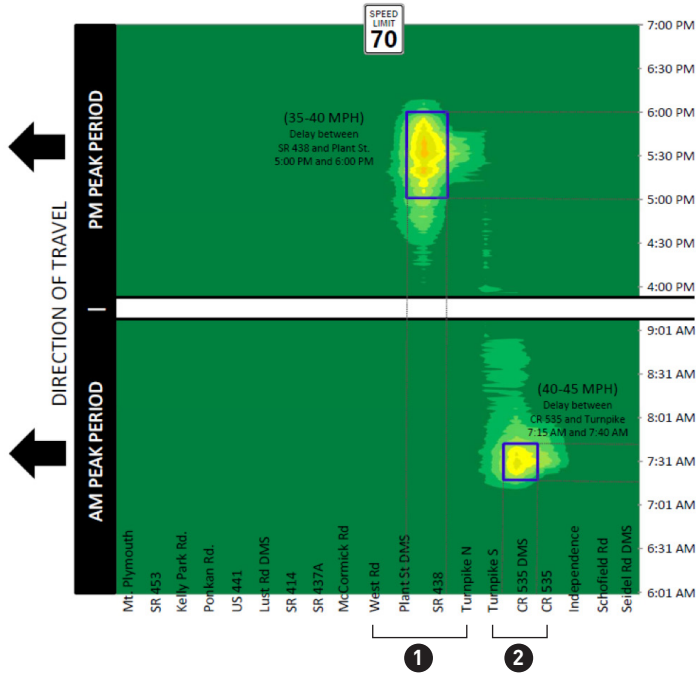 SPEED
LIMIT
70
DIRECTION OF TRAVEL
PM PEAK PERIOD
|
AM PEAK PERIOD
(35-40 MPH)
Delay between
SR 438 and Plant St.
5:00 PM and 6:00 PM
7:00 PM
6:30 PM
6:00 PM
5:30 PM
5:00 PM
4:30 PM
4:00 PM
(40-45 MPH)
Delay between
CR 535 and Turnpike
7:15 AM and 7:40 AM
9:01 AM
8:31 AM
8:01 AM
7:31 AM
7:01 AM
6:31 AM
6:01 AM
Mt. Plymouth
SR 453
Kelly Park Rd.
Ponkan Rd.
US 441
Lust Rd DMS
SR 414
SR 437A
McCormick Rd
West Rd
Plant St DMS
SR 438
Turnpike N
Turnpike S
CR 535 DMS
CR 535
Independence
Schofield Rd
Seidel Rd DMS
1
2